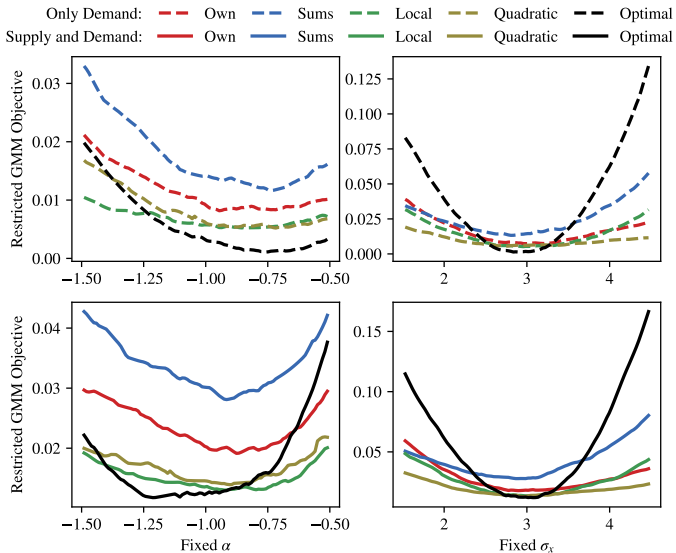 Only Demand: Own Sums Local Quadratic Optimal
Supply and Demand: Own Sums Local Quadratic Optimal
Restricted GMM Objective
0.03
0.02
0.01
0.00
−1.50 −1.25 −1.00 −0.75 −0.50
0.125
0.100
0.075
0.050
0.025
0.000
2 3 4
Restricted GMM Objective
0.04
0.03
0.02
−1.50 −1.25 −1.00 −0.75 −0.50
Fixed α
0.15
0.10
0.05
2 3 4
Fixed σₓ